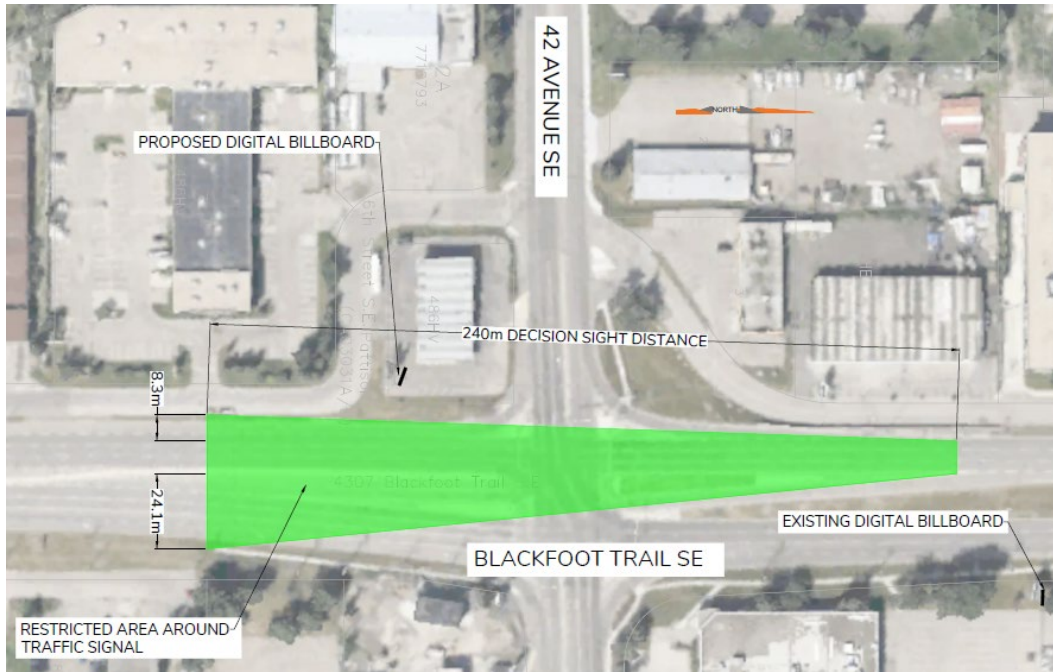 42 AVENUE SE
NORTH
PROPOSED DIGITAL BILLBOARD
240m DECISION SIGHT DISTANCE
8.3m
4307 Blackfoot Trail SE
24.1m
EXISTING DIGITAL BILLBOARD
BLACKFOOT TRAIL SE
RESTRICTED AREA AROUND
TRAFFIC SIGNAL